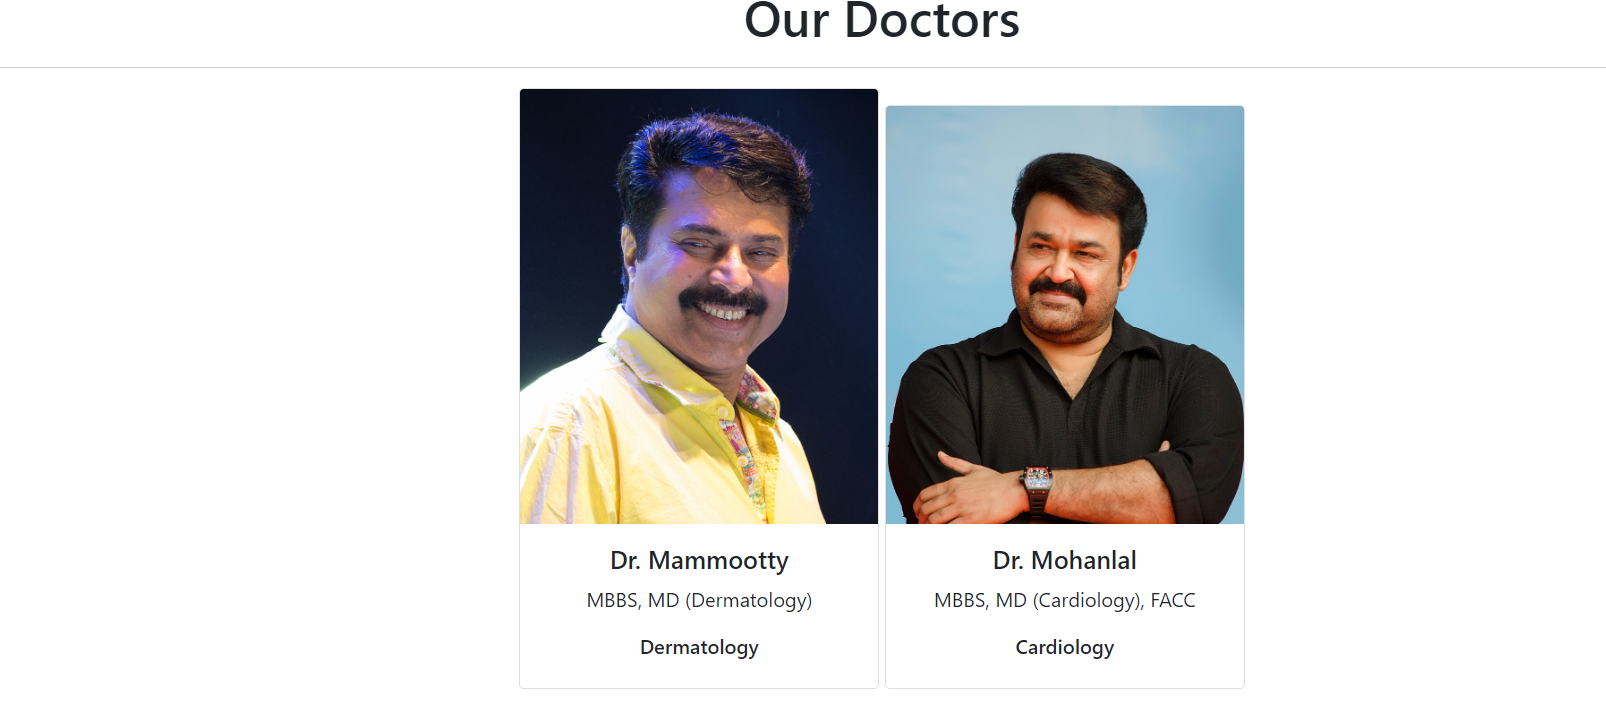 Our Doctors
Dr. Mammootty
MBBS, MD (Dermatology)
Dermatology
Dr. Mohanlal
MBBS, MD (Cardiology), FACC
Cardiology